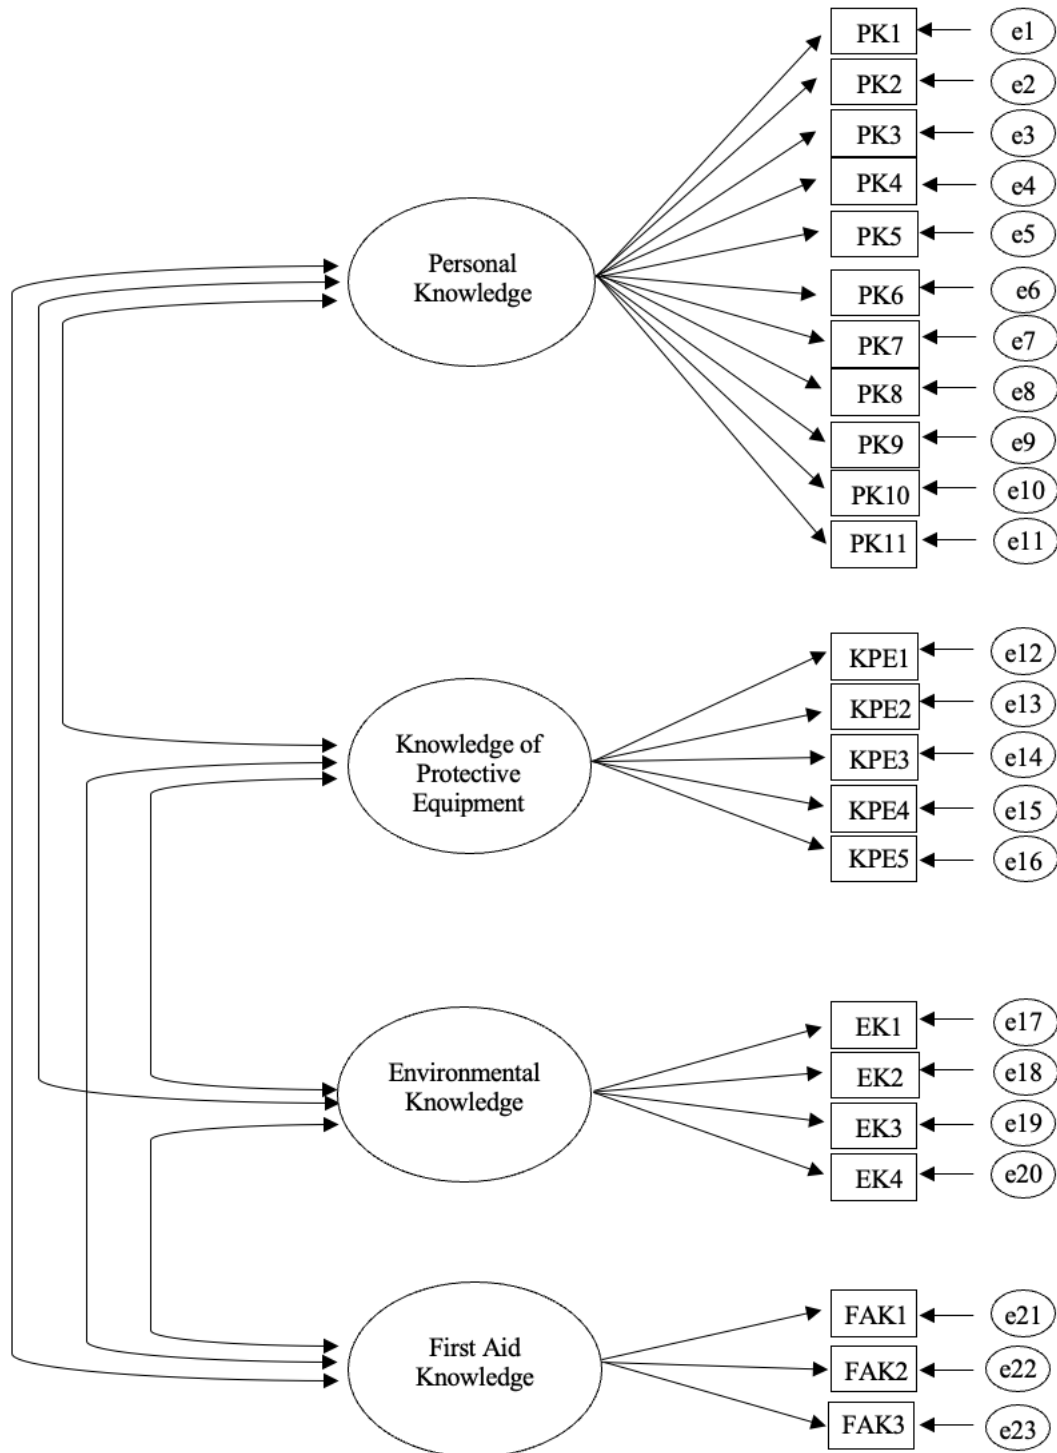 PK1 e1
PK2 e2
PK3 e3
PK4 e4
PK5 e5
Personal
Knowledge
PK6 e6
PK7 e7
PK8 e8
PK9 e9
PK10 e10
PK11 e11
KPE1 e12
KPE2 e13
Knowledge of
Protective
Equipment
KPE3 e14
KPE4 e15
KPE5 e16
EK1 e17
EK2 e18
Environmental
Knowledge
EK3 e19
EK4 e20
FAK1 e21
First Aid
Knowledge
FAK2 e22
FAK3 e23